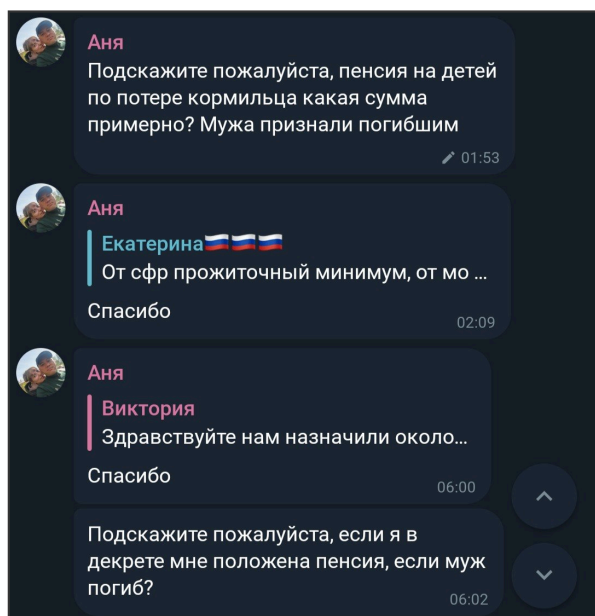 Аня
Подскажите пожалуйста, пенсия на детей
по потере кормильца какая сумма
примерно? Мужа признали погибшим
01:53
Аня
Екатерина🇷🇺🇷🇺🇷🇺
От сфр прожиточный минимум, от мо ...
Спасибо
02:09
Аня
Виктория
Здравствуйте нам назначили около...
Спасибо
06:00
Подскажите пожалуйста, если я в
декрете мне положена пенсия, если муж
погиб?
06:02